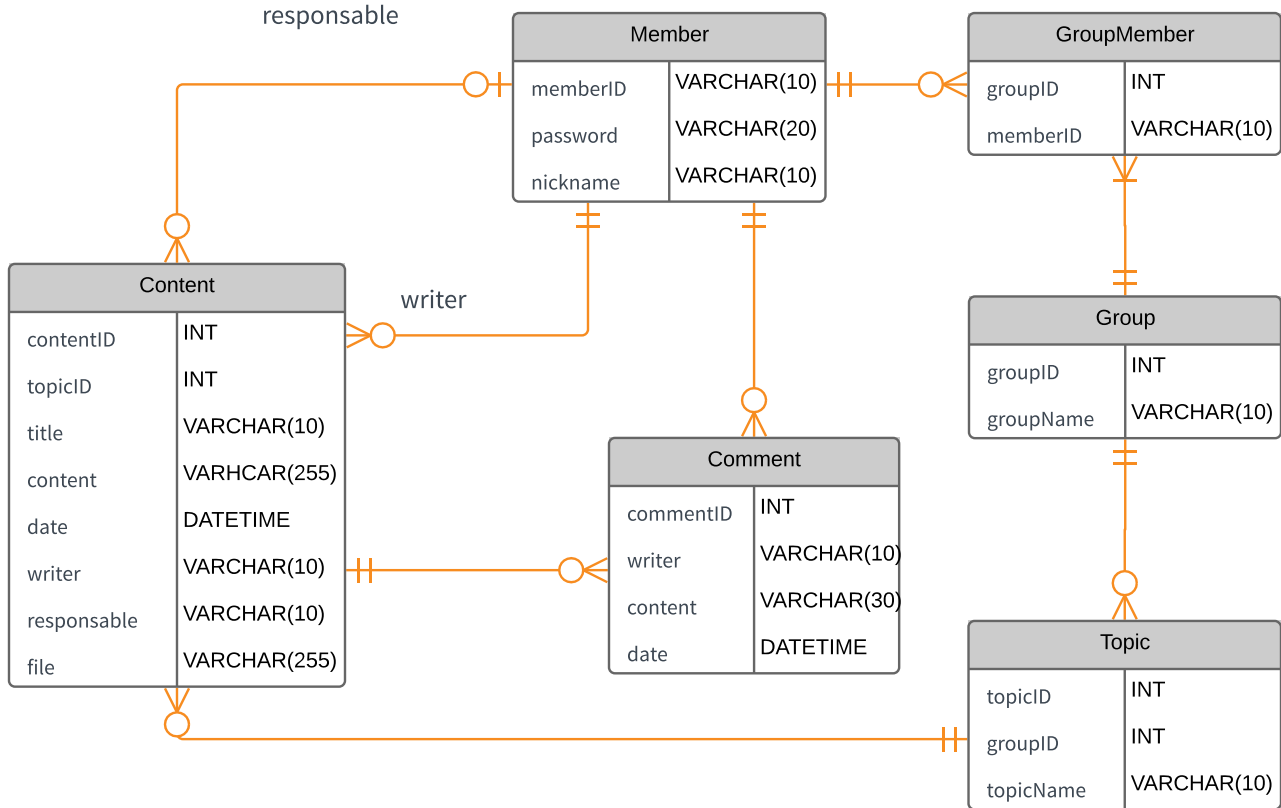 responsable
Member
memberID VARCHAR(10)
password VARCHAR(20)
nickname VARCHAR(10)
GroupMember
groupID INT
memberID VARCHAR(10)
Content
contentID INT
topicID INT
title VARCHAR(10)
content VARHCAR(255)
date DATETIME
writer VARCHAR(10)
responsable VARCHAR(10)
file VARCHAR(255)
writer
Group
groupID INT
groupName VARCHAR(10)
Comment
commentID INT
writer VARCHAR(10)
content VARCHAR(30)
date DATETIME
Topic
topicID INT
groupID INT
topicName VARCHAR(10)